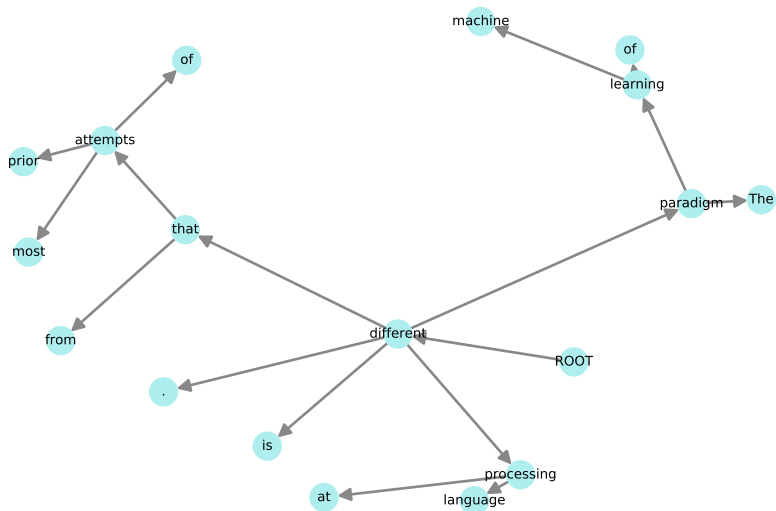 machine
of
of
learning
attempts
prior
The
paradigm
that
most
different
from
ROOT
.
is
processing
at
language